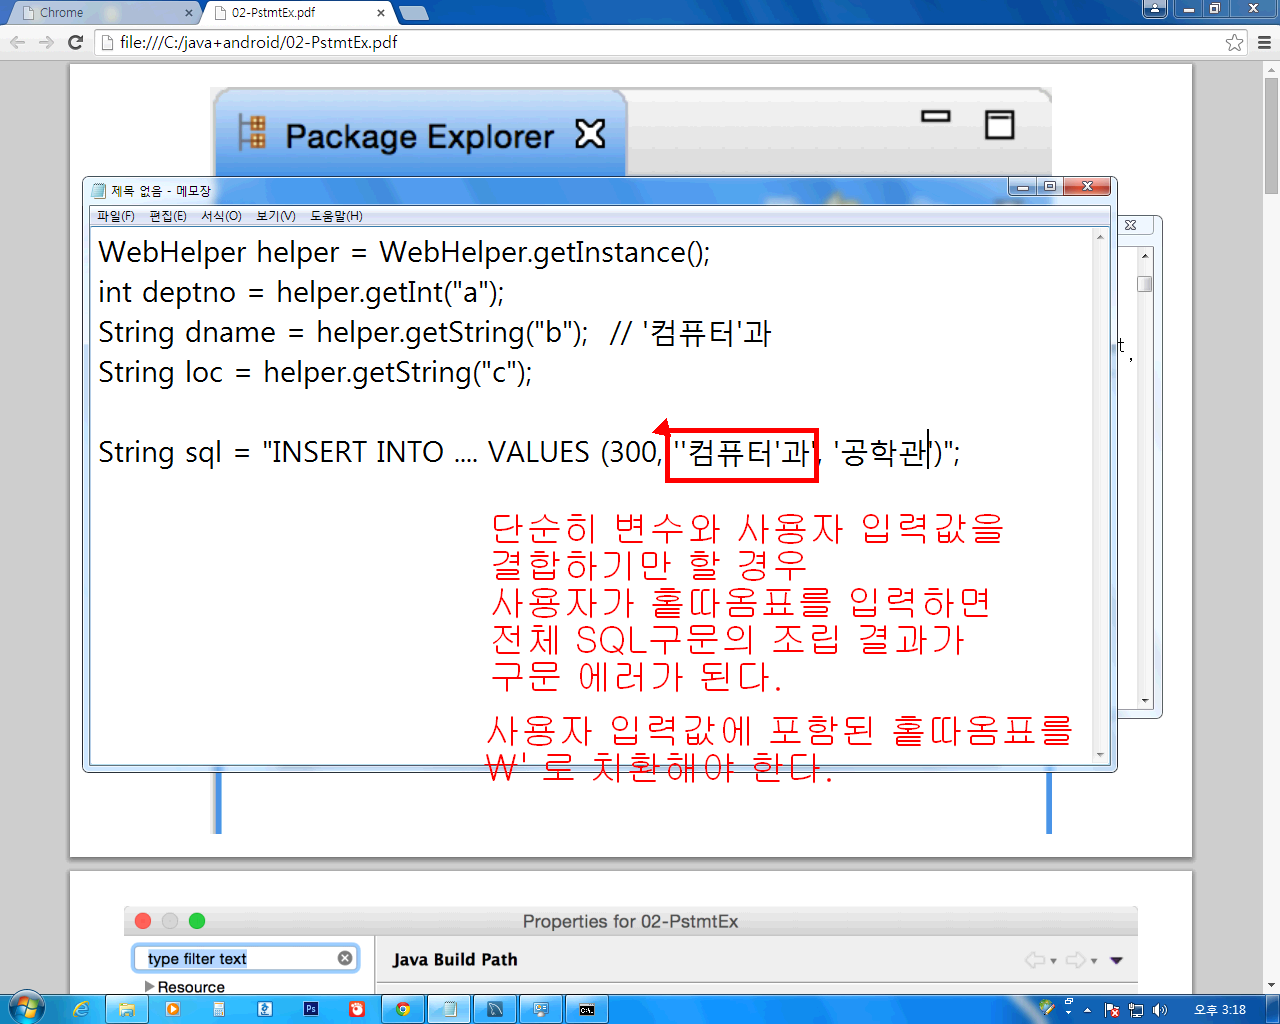 Chrome
02-PstmtEx.pdf
file:///C:/java+android/02-PstmtEx.pdf
Package Explorer
제목 없음 - 메모장
파일(F) 편집(E) 서식(O) 보기(V) 도움말(H)
WebHelper helper = WebHelper.getInstance();
int deptno = helper.getInt("a");
String dname = helper.getString("b");  // '컴퓨터'과
String loc = helper.getString("c");
String sql = "INSERT INTO .... VALUES (300, ''컴퓨터'과', '공학관')";
단순히 변수와 사용자 입력값을
결합하기만 할 경우
사용자가 홑따옴표를 입력하면
전체 SQL구문의 조립 결과가
구문 에러가 된다.
사용자 입력값에 포함된 홑따옴표를
W' 로 치환해야 한다.
t,
Properties for 02-PstmtEx
type filter text
Java Build Path
Resource
Ps
오후 3:18